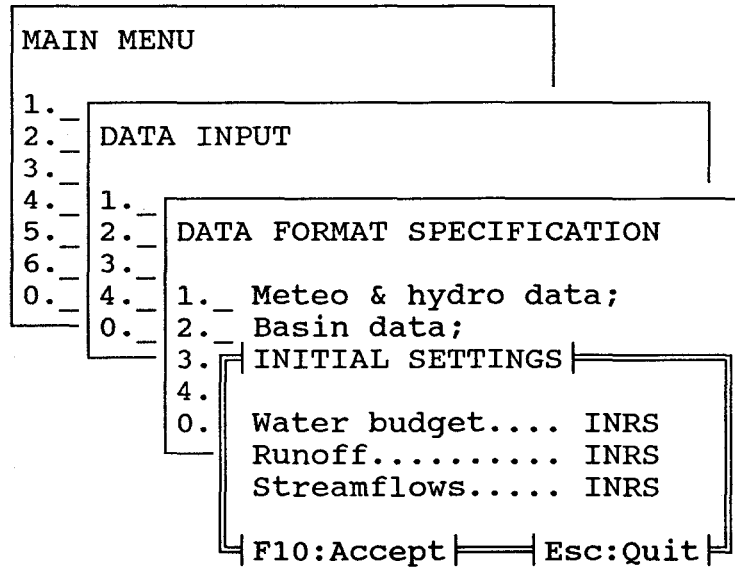 MAIN MENU
1._
2._
3._
4._
5._
6._
0._
DATA INPUT
1._
2._
3._
4._
0._
DATA FORMAT SPECIFICATION
1._ Meteo & hydro data;
2._ Basin data;
3.
4.
0.
INITIAL SETTINGS
Water budget.... INRS
Runoff.......... INRS
Streamflows..... INRS
F10:Accept Esc:Quit